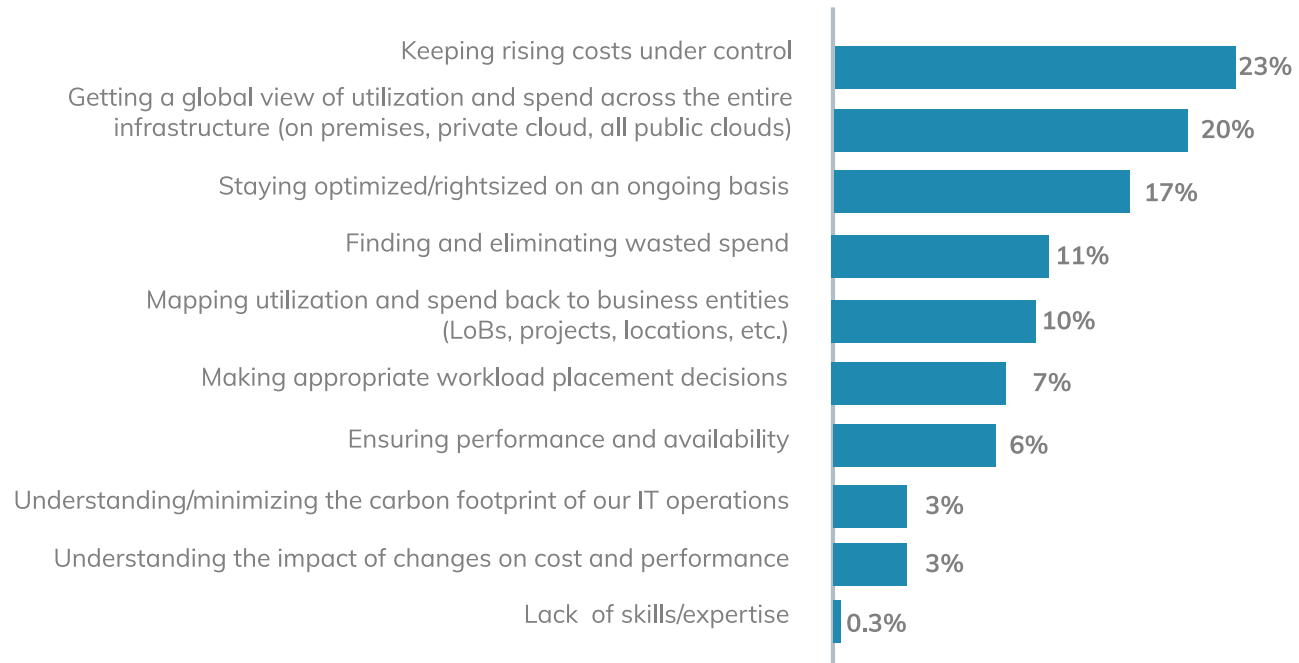 Keeping rising costs under control
23%
Getting a global view of utilization and spend across the entire
infrastructure (on premises, private cloud, all public clouds)
20%
Staying optimized/rightsized on an ongoing basis
17%
Finding and eliminating wasted spend
11%
Mapping utilization and spend back to business entities
(LoBs, projects, locations, etc.)
10%
Making appropriate workload placement decisions
7%
Ensuring performance and availability
6%
Understanding/minimizing the carbon footprint of our IT operations
3%
Understanding the impact of changes on cost and performance
3%
Lack of skills/expertise
0.3%